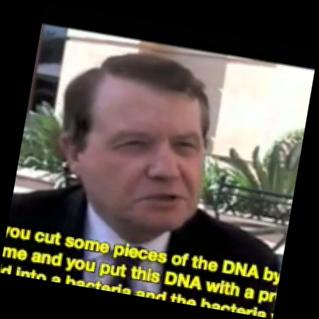 you cut some pieces of the DNA by
me and you put this DNA with a pr
d into a bacteria and the bacteria